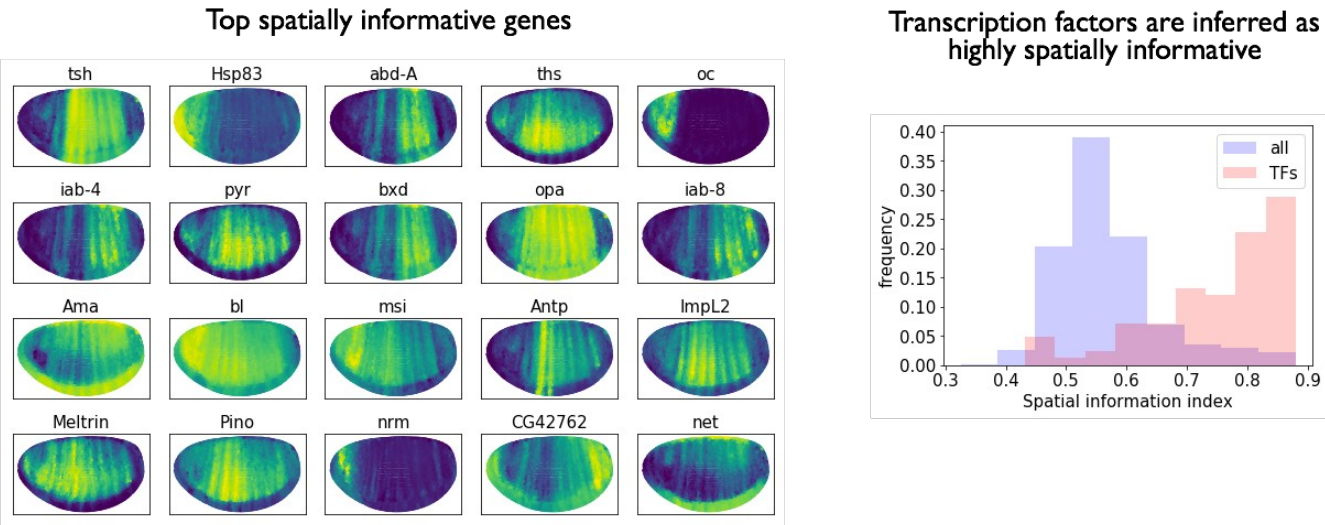 Top spatially informative genes
tsh Hsp83 abd-A ths oc
iab-4 pyr bxd opa iab-8
Ama bl msi Antp ImpL2
Meltrin Pino nrm CG42762 net
Transcription factors are inferred as
highly spatially informative
0.40
0.35
0.30
0.25
0.20
0.15
0.10
0.05
0.00
frequency
all
TFs
0.3 0.4 0.5 0.6 0.7 0.8 0.9
Spatial information index